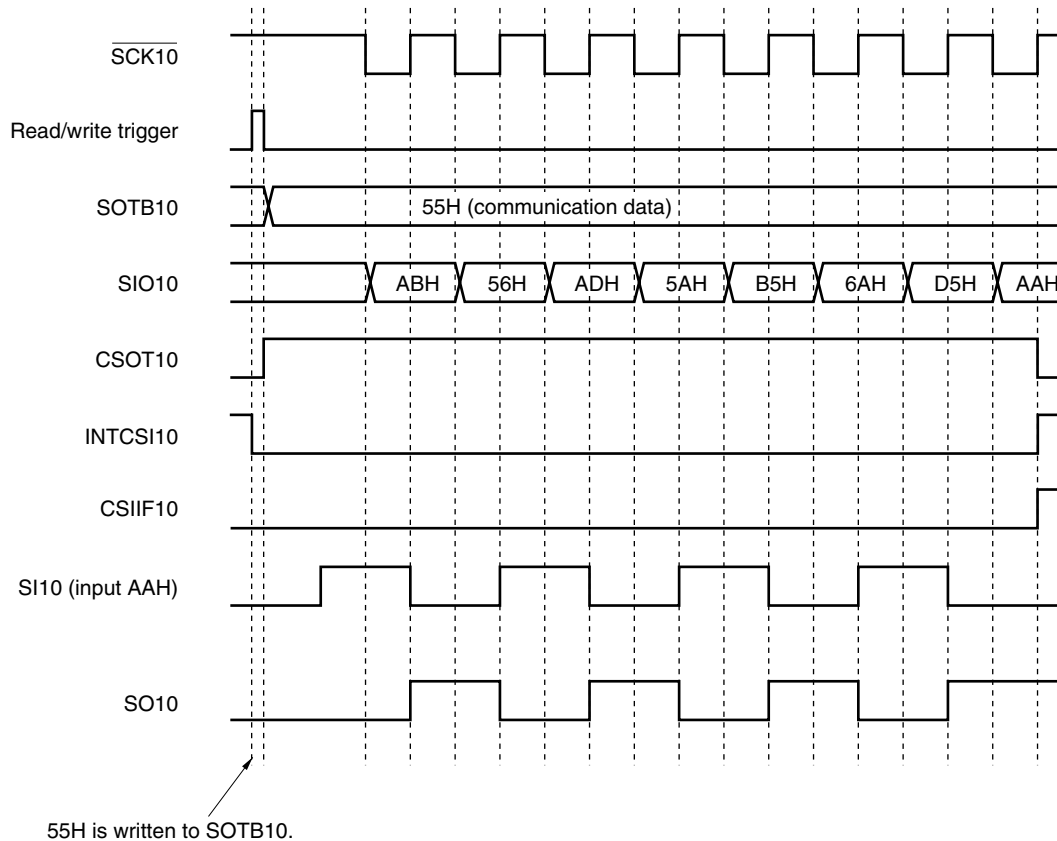 SCK10
Read/write trigger
SOTB10
55H (communication data)
SIO10
ABH 56H ADH 5AH B5H 6AH D5H AAH
CSOT10
INTCSI10
CSIIF10
SI10 (input AAH)
SO10
55H is written to SOTB10.